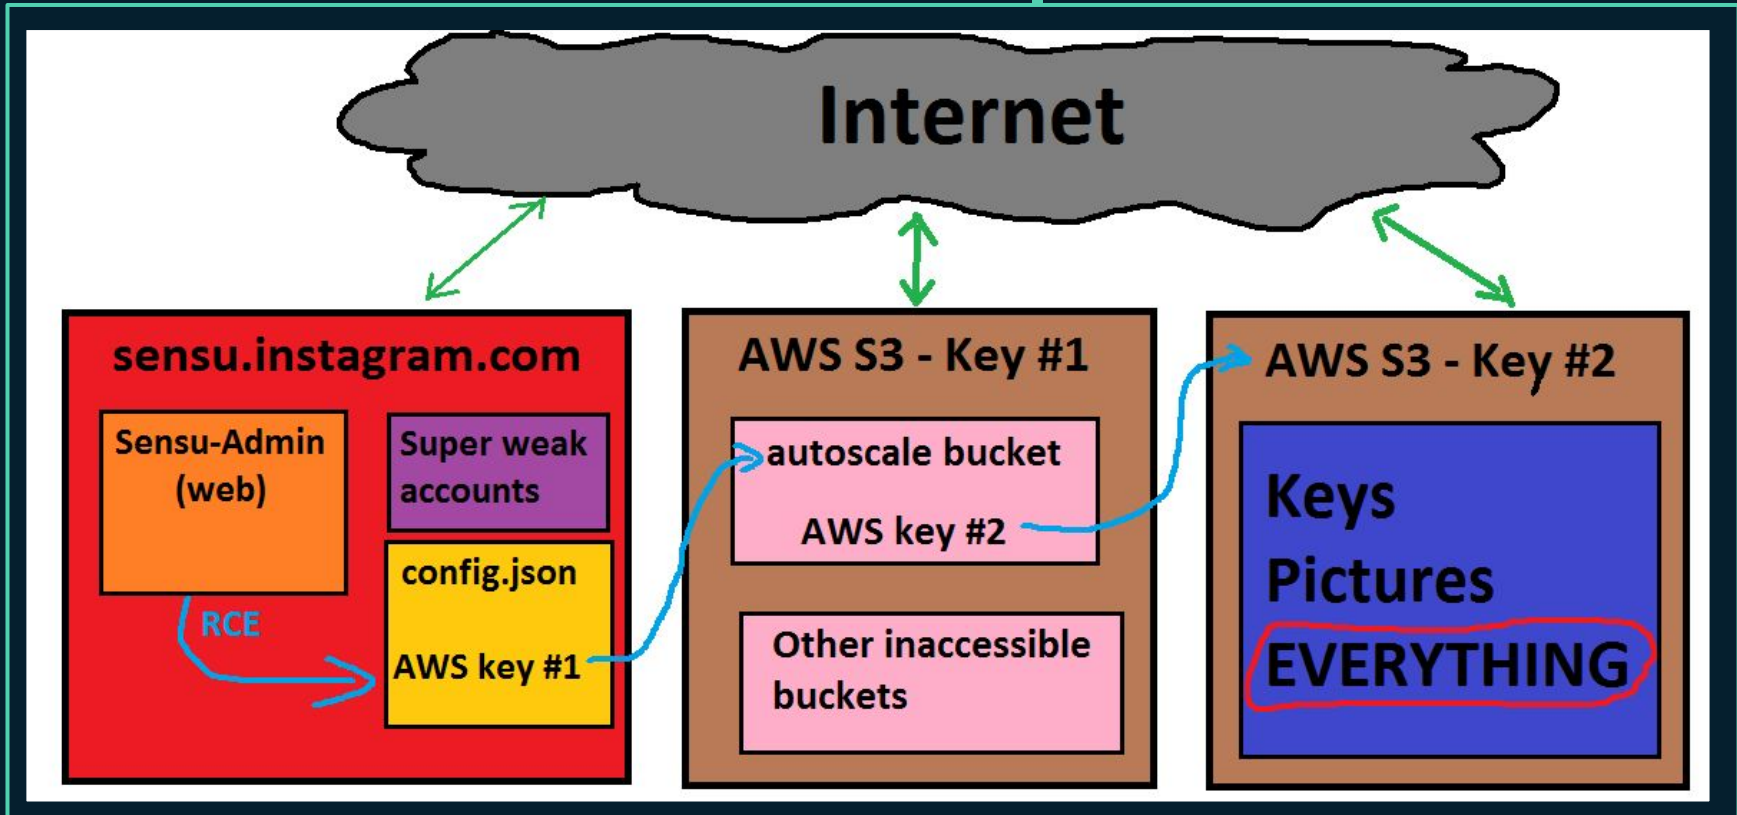 Internet
sensu.instagram.com
Sensu-Admin
(web)
Super weak
accounts
RCE
config.json
AWS key #1
AWS S3 - Key #1
autoscale bucket
AWS key #2
Other inaccessible
buckets
AWS S3 - Key #2
Keys
Pictures
EVERYTHING